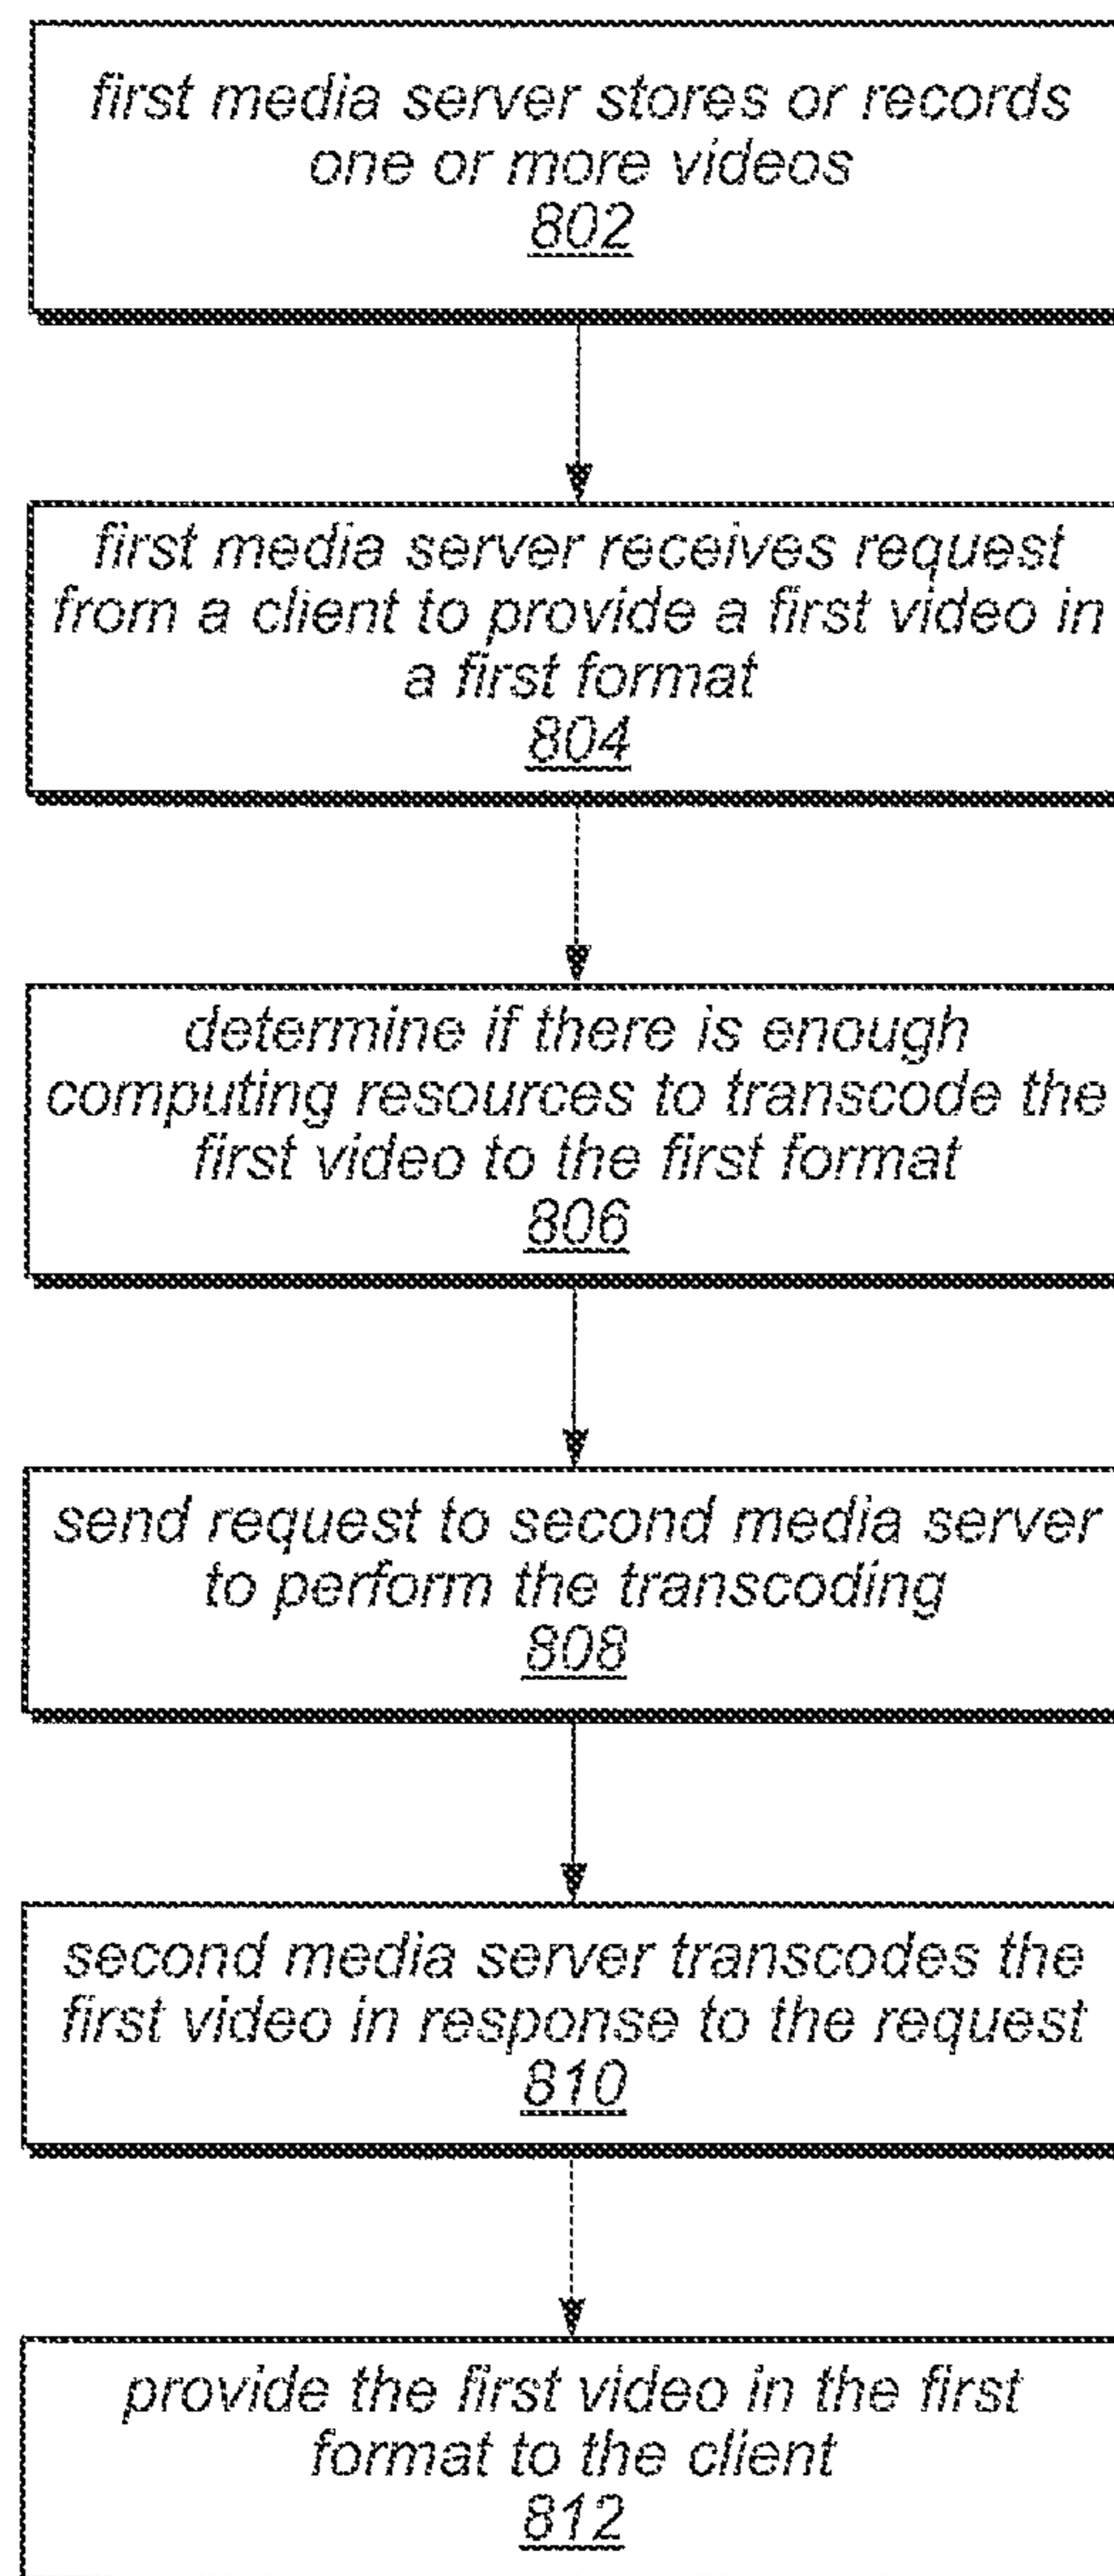 first media server stores or records
one or more videos
802
first media server receives request
from a client to provide a first video in
a first format
804
determine if there is enough
computing resources to transcode the
first video to the first format
806
send request to second media server
to perform the transcoding
808
second media server transcodes the
first video in response to the request
810
provide the first video in the first
format to the client
812